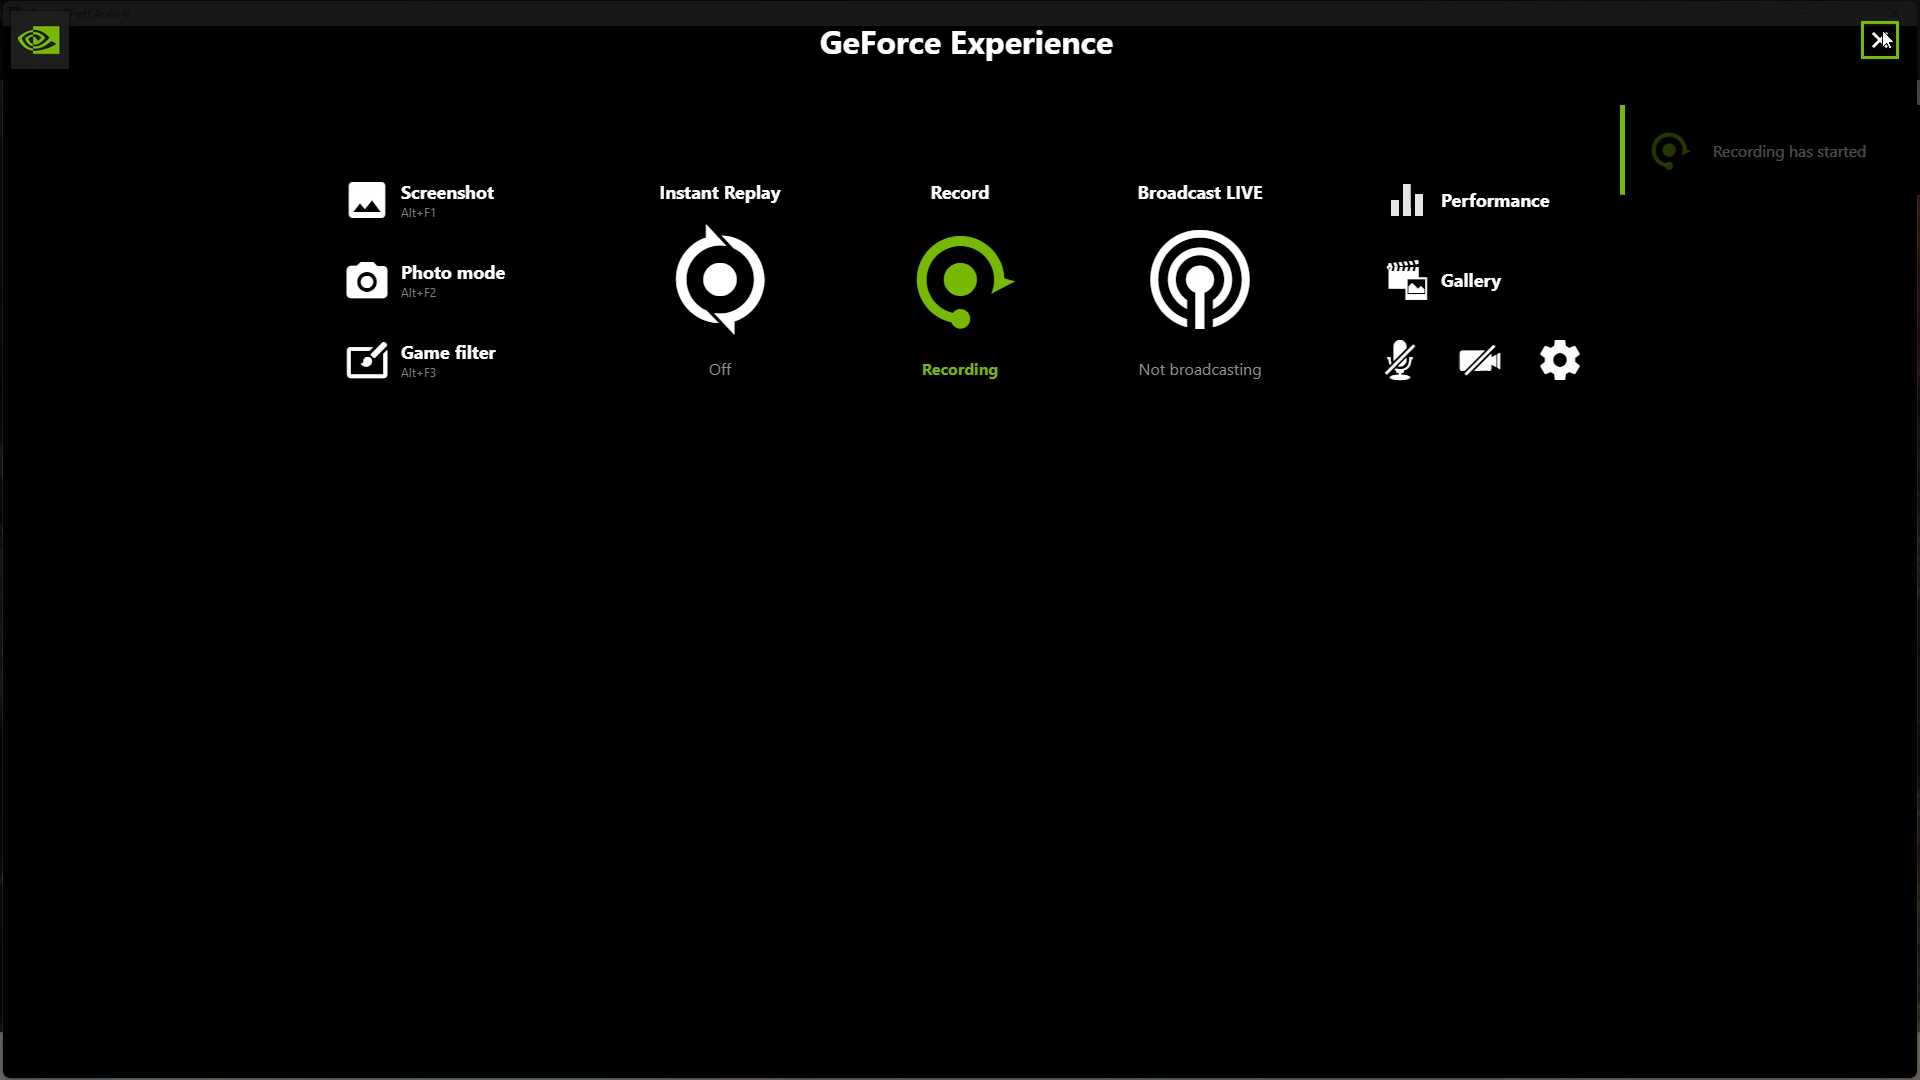 GeForce Experience
Recording has started
Screenshot
Alt+F1
Photo mode
Alt+F2
Game filter
Alt+F3
Instant Replay
Off
Record
Recording
Broadcast LIVE
Not broadcasting
Performance
Gallery